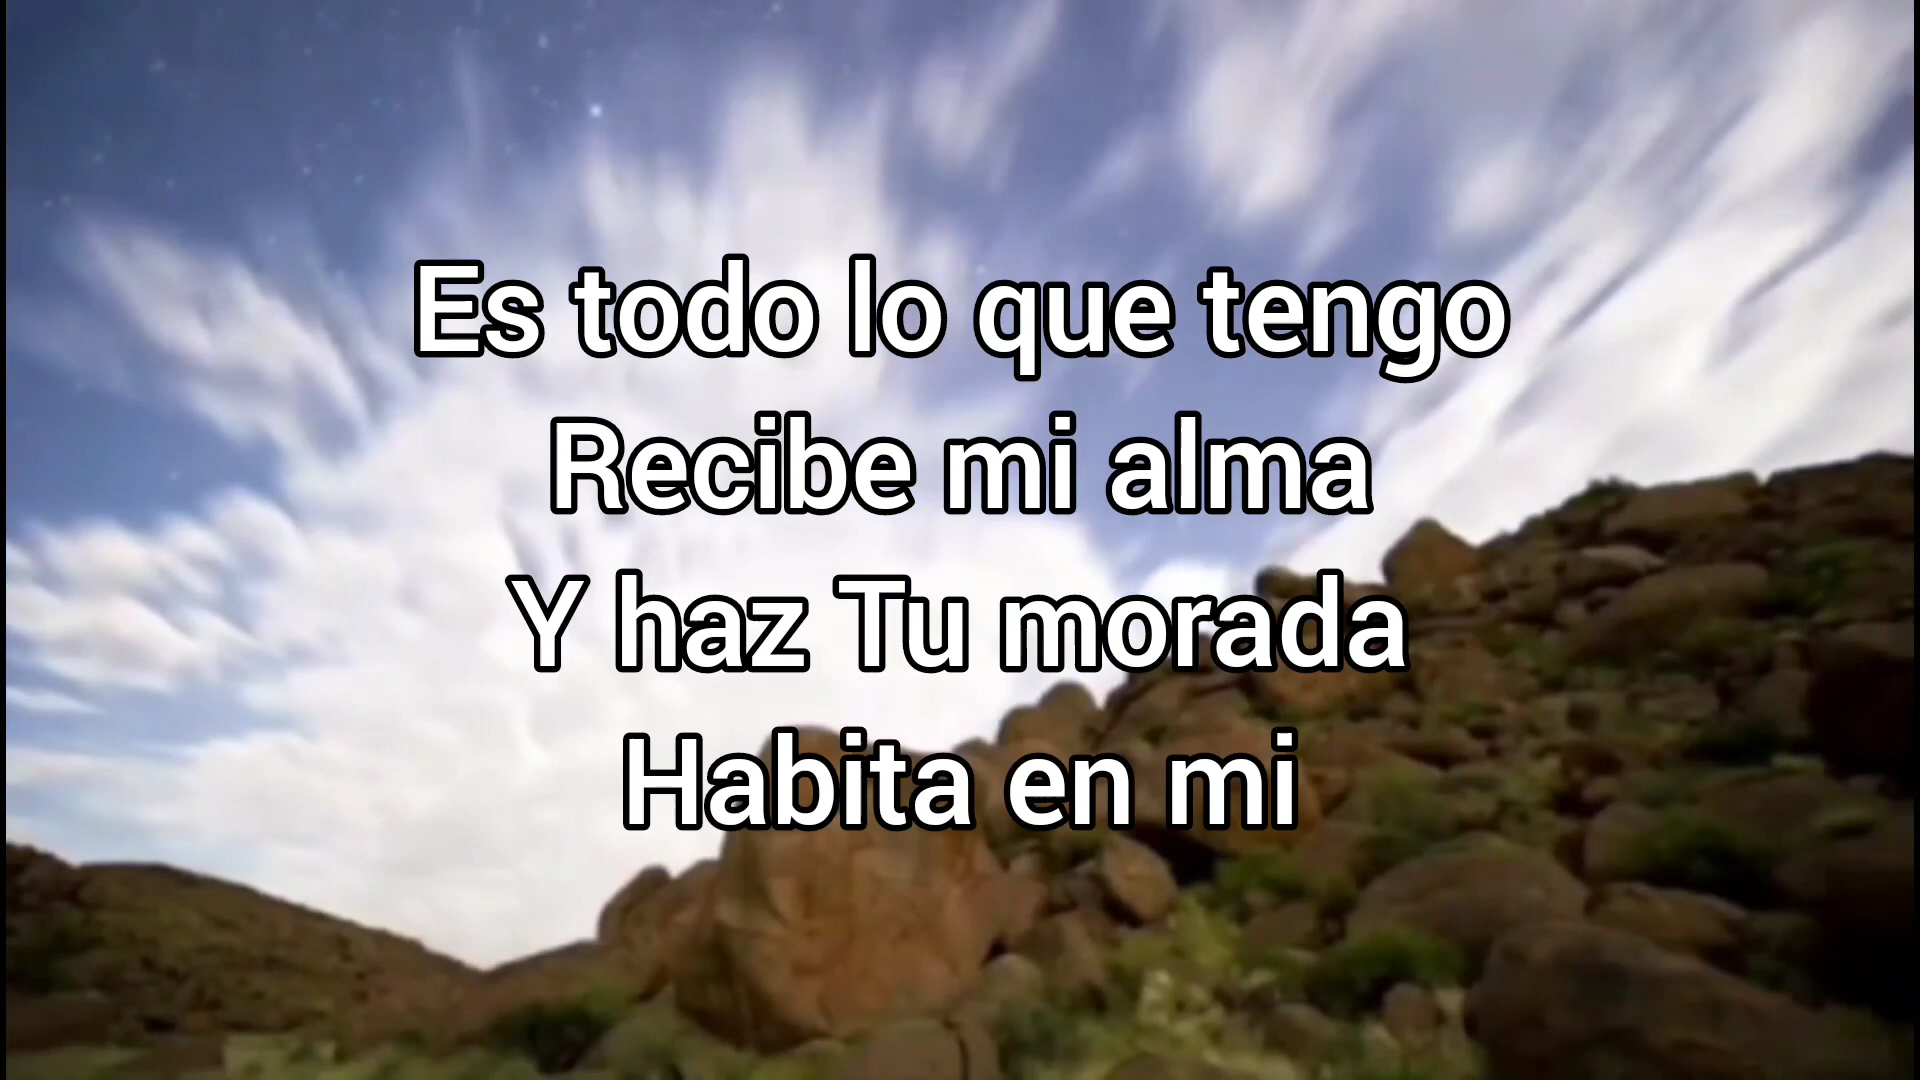 Es todo lo que tengo
Recibe mi alma
Y haz Tu morada
Habita en mi